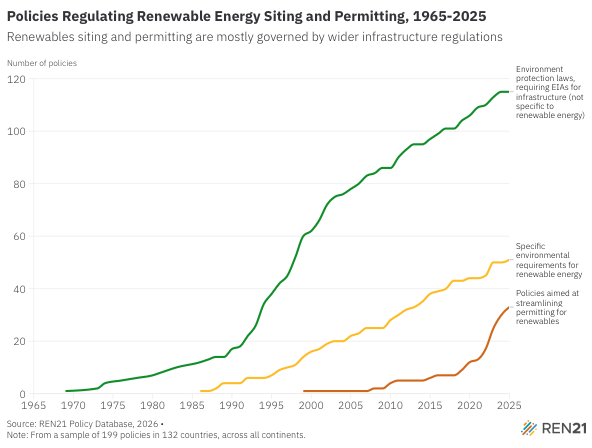 Policies Regulating Renewable Energy Siting and Permitting, 1965-2025
Renewables siting and permitting are mostly governed by wider infrastructure regulations
Number of policies
120
100
80
60
40
20
0
1965
1970
1975
1980
1985
1990
1995
2000
2005
2010
2015
2020
2025
Environment
protection laws,
requiring EIAs for
infrastructure (not
specific to
renewable energy)
Specific
environmental
requirements for
renewable energy
Policies aimed at
streamlining
permitting for
renewables
Source: REN21 Policy Database, 2026 •
Note: From a sample of 199 policies in 132 countries, across all continents.
REN21